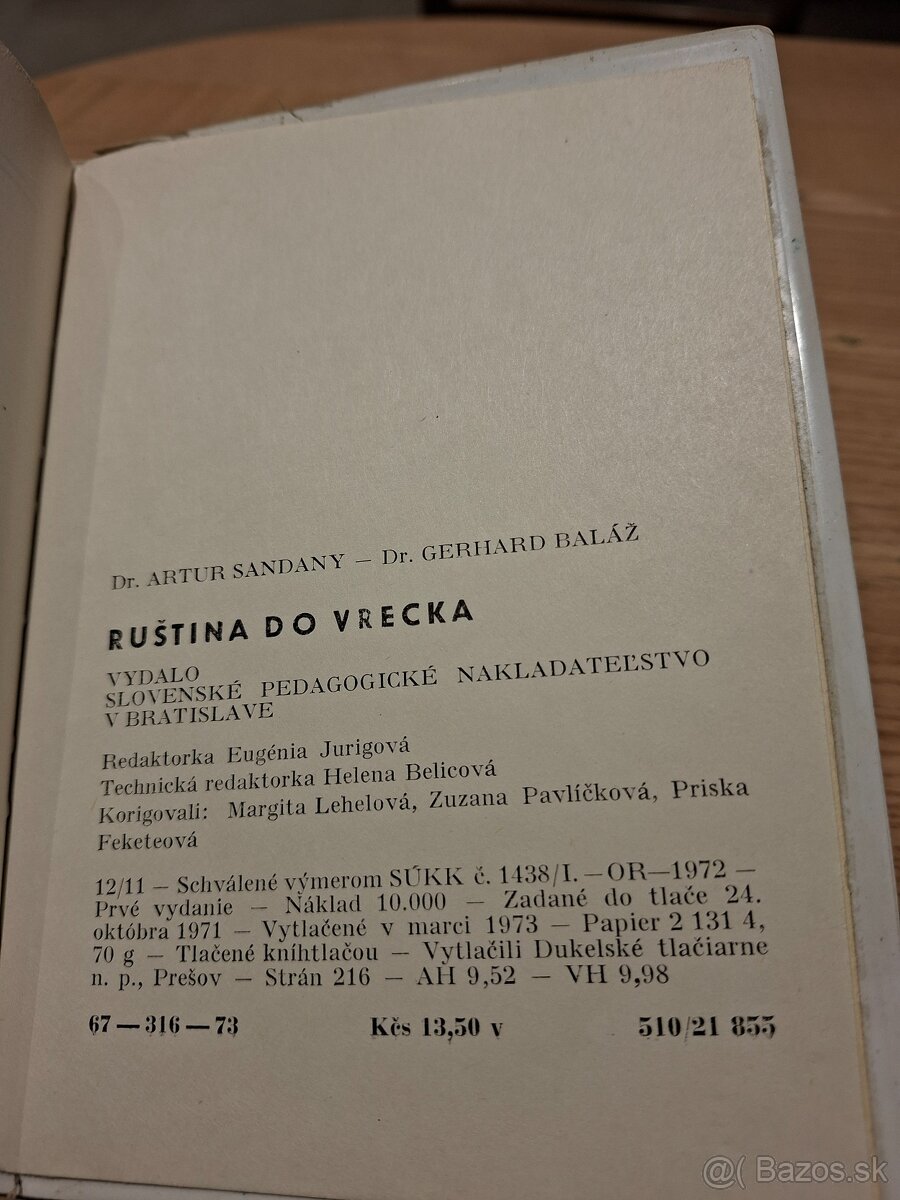 Dr. ARTUR SANDANY — Dr. GERHARD BALÁŽ
RUŠTINA DO VRECKA
VYDALO
SLOVENSKÉ PEDAGOGICKÉ NAKLADATEĽSTVO
V BRATISLAVE
Redaktorka Eugénia Jurigová
Technická redaktorka Helena Belicová
Korigovali: Margita Lehelová, Zuzana Pavlíčková, Priska
Feketeová
12/11 — Schválené výmerom SÚKK č. 1438/I. — OR—1972 —
Prvé vydanie — Náklad 10.000 — Zadané do tlače 24.
októbra 1971 — Vytlačené v marci 1973 — Papier 2 131 4,
70 g — Tlačené kníhtlačou — Vytlačili Dukelské tlačiarne
n. p., Prešov — Strán 216 — AH 9,52 — VH 9,98
67—316—73 Kčs 13,50 v 510/21 855
@( Bazos.sk